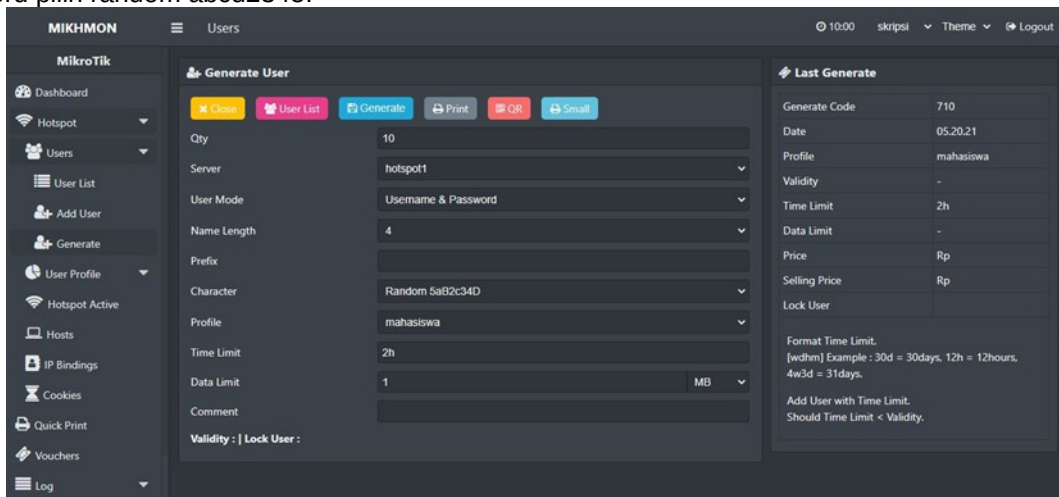 MIKHMON Users 10:00 skripsi Theme Logout
MikroTik
Dashboard
Hotspot
Users
User List
Add User
Generate
User Profile
Hotspot Active
Hosts
IP Bindings
Cookies
Quick Print
Vouchers
Log
Generate User
Close User List Generate Print QR Small
Qty 10
Server hotspot1
User Mode Username & Password
Name Length 4
Prefix
Character Random 5aB2c34D
Profile mahasiswa
Time Limit 2h
Data Limit 1 MB
Comment
Validity : | Lock User :
Last Generate
Generate Code 710
Date 05.20.21
Profile mahasiswa
Validity -
Time Limit 2h
Data Limit -
Price Rp
Selling Price Rp
Lock User
Format Time Limit.
[wdhm] Example : 30d = 30days, 12h = 12hours,
4w3d = 31days.
Add User with Time Limit.
Should Time Limit < Validity.